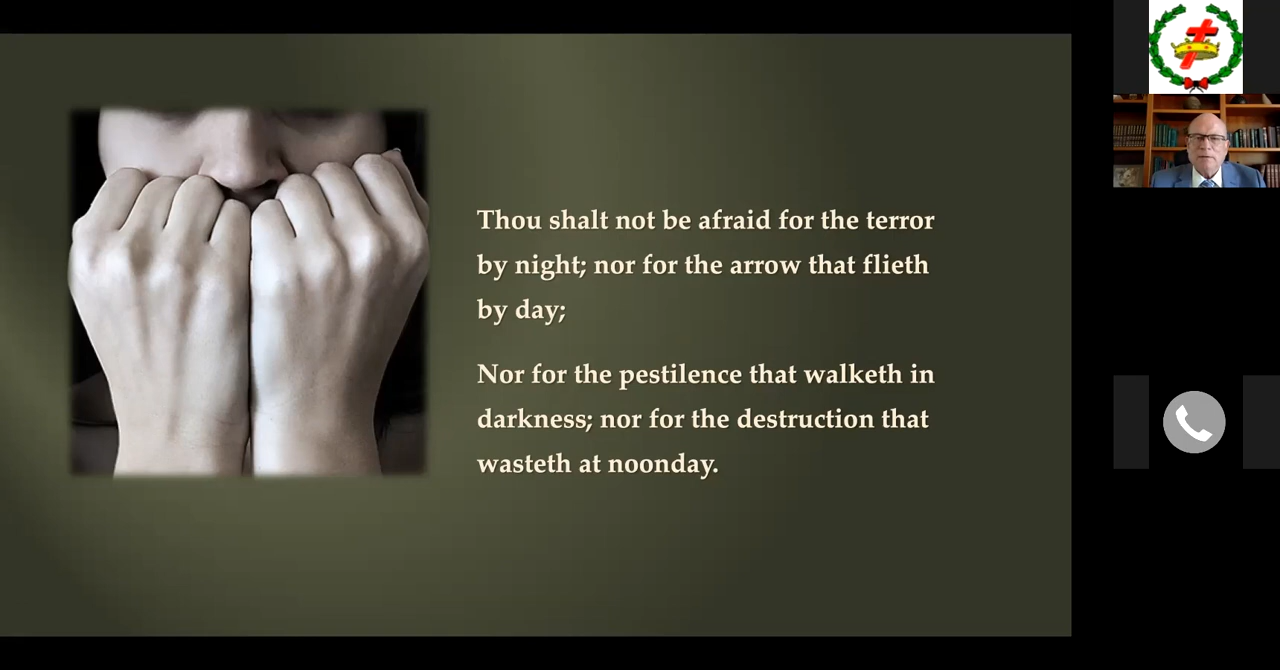 Thou shalt not be afraid for the terror
by night; nor for the arrow that flieth
by day;
Nor for the pestilence that walketh in
darkness; nor for the destruction that
wasteth at noonday.